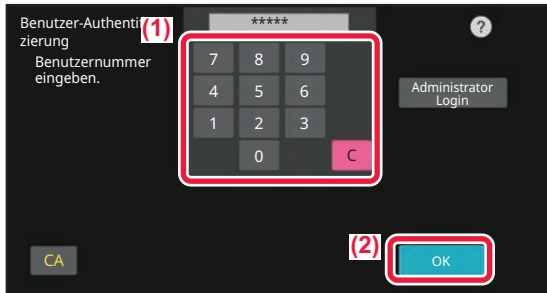 Benutzer-Authenti
zierung
(1)
*****
Benutzernummer
eingeben.
7 8 9
4 5 6
1 2 3
0 C
?
Administrator
Login
(2)
CA
OK